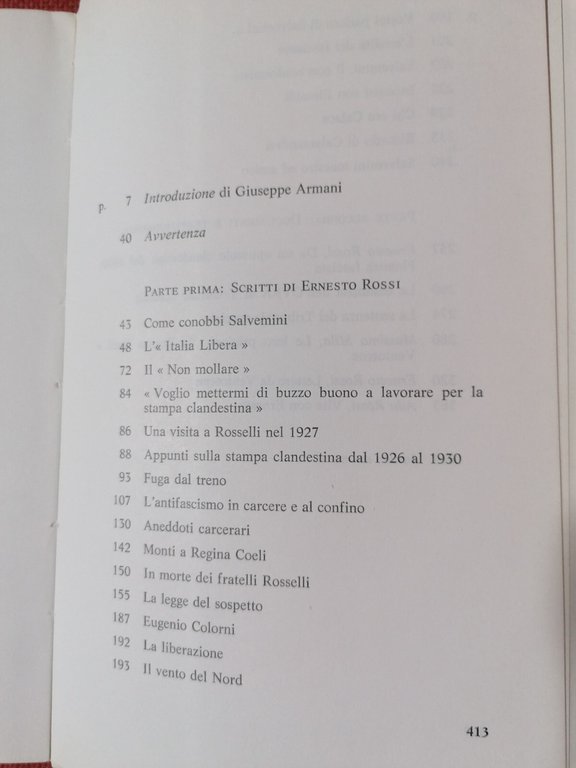 p. 7 Introduzione di Giuseppe Armani
40 Avvertenza
PARTE PRIMA: SCRITTI DI ERNESTO ROSSI
43 Come conobbi Salvemini
48 L'« Italia Libera »
72 Il « Non mollare »
84 « Voglio mettermi di buzzo buono a lavorare per la
stampa clandestina »
86 Una visita a Rosselli nel 1927
88 Appunti sulla stampa clandestina dal 1926 al 1930
93 Fuga dal treno
107 L'antifascismo in carcere e al confino
130 Aneddoti carcerari
142 Monti a Regina Coeli
150 In morte dei fratelli Rosselli
155 La legge del sospetto
187 Eugenio Colorni
192 La liberazione
193 Il vento del Nord
413